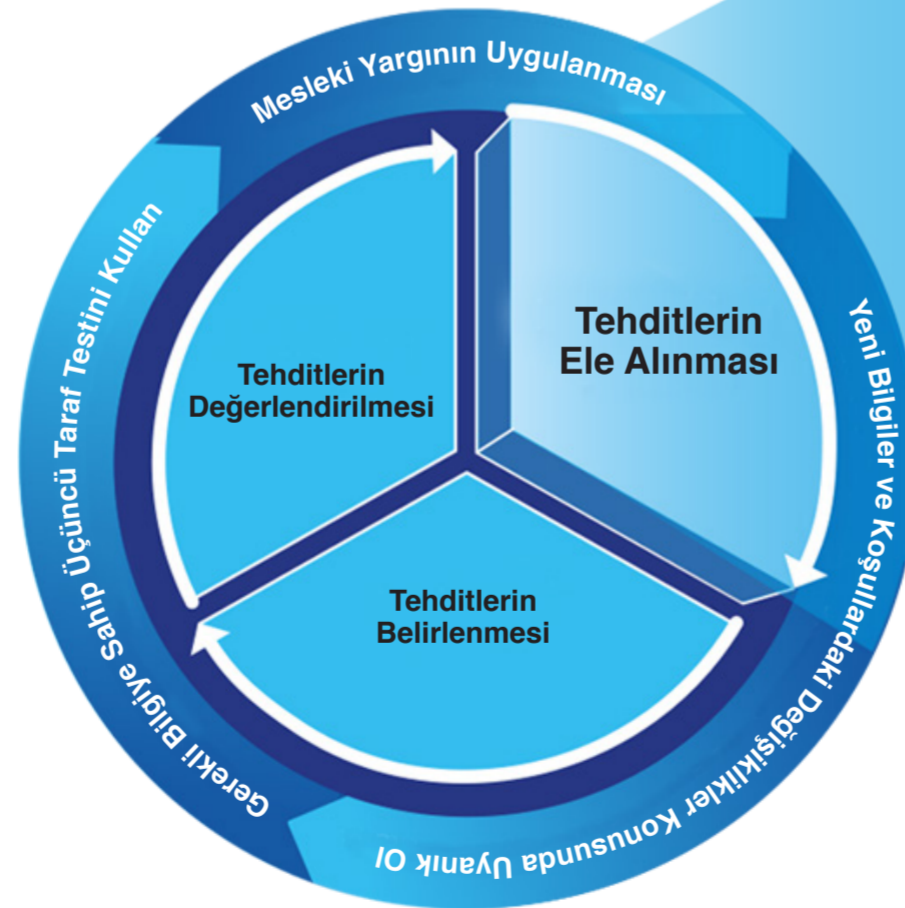 Mesleki Yargının Uygulanması
Yeni Bilgiler ve Koşullardaki Değişiklikler Konusunda Uyanık Ol
Gerekli Bilgiye Sahip Üçüncü Taraf Testini Kullan
Tehditlerin
Ele Alınması
Tehditlerin
Değerlendirilmesi
Tehditlerin
Belirlenmesi